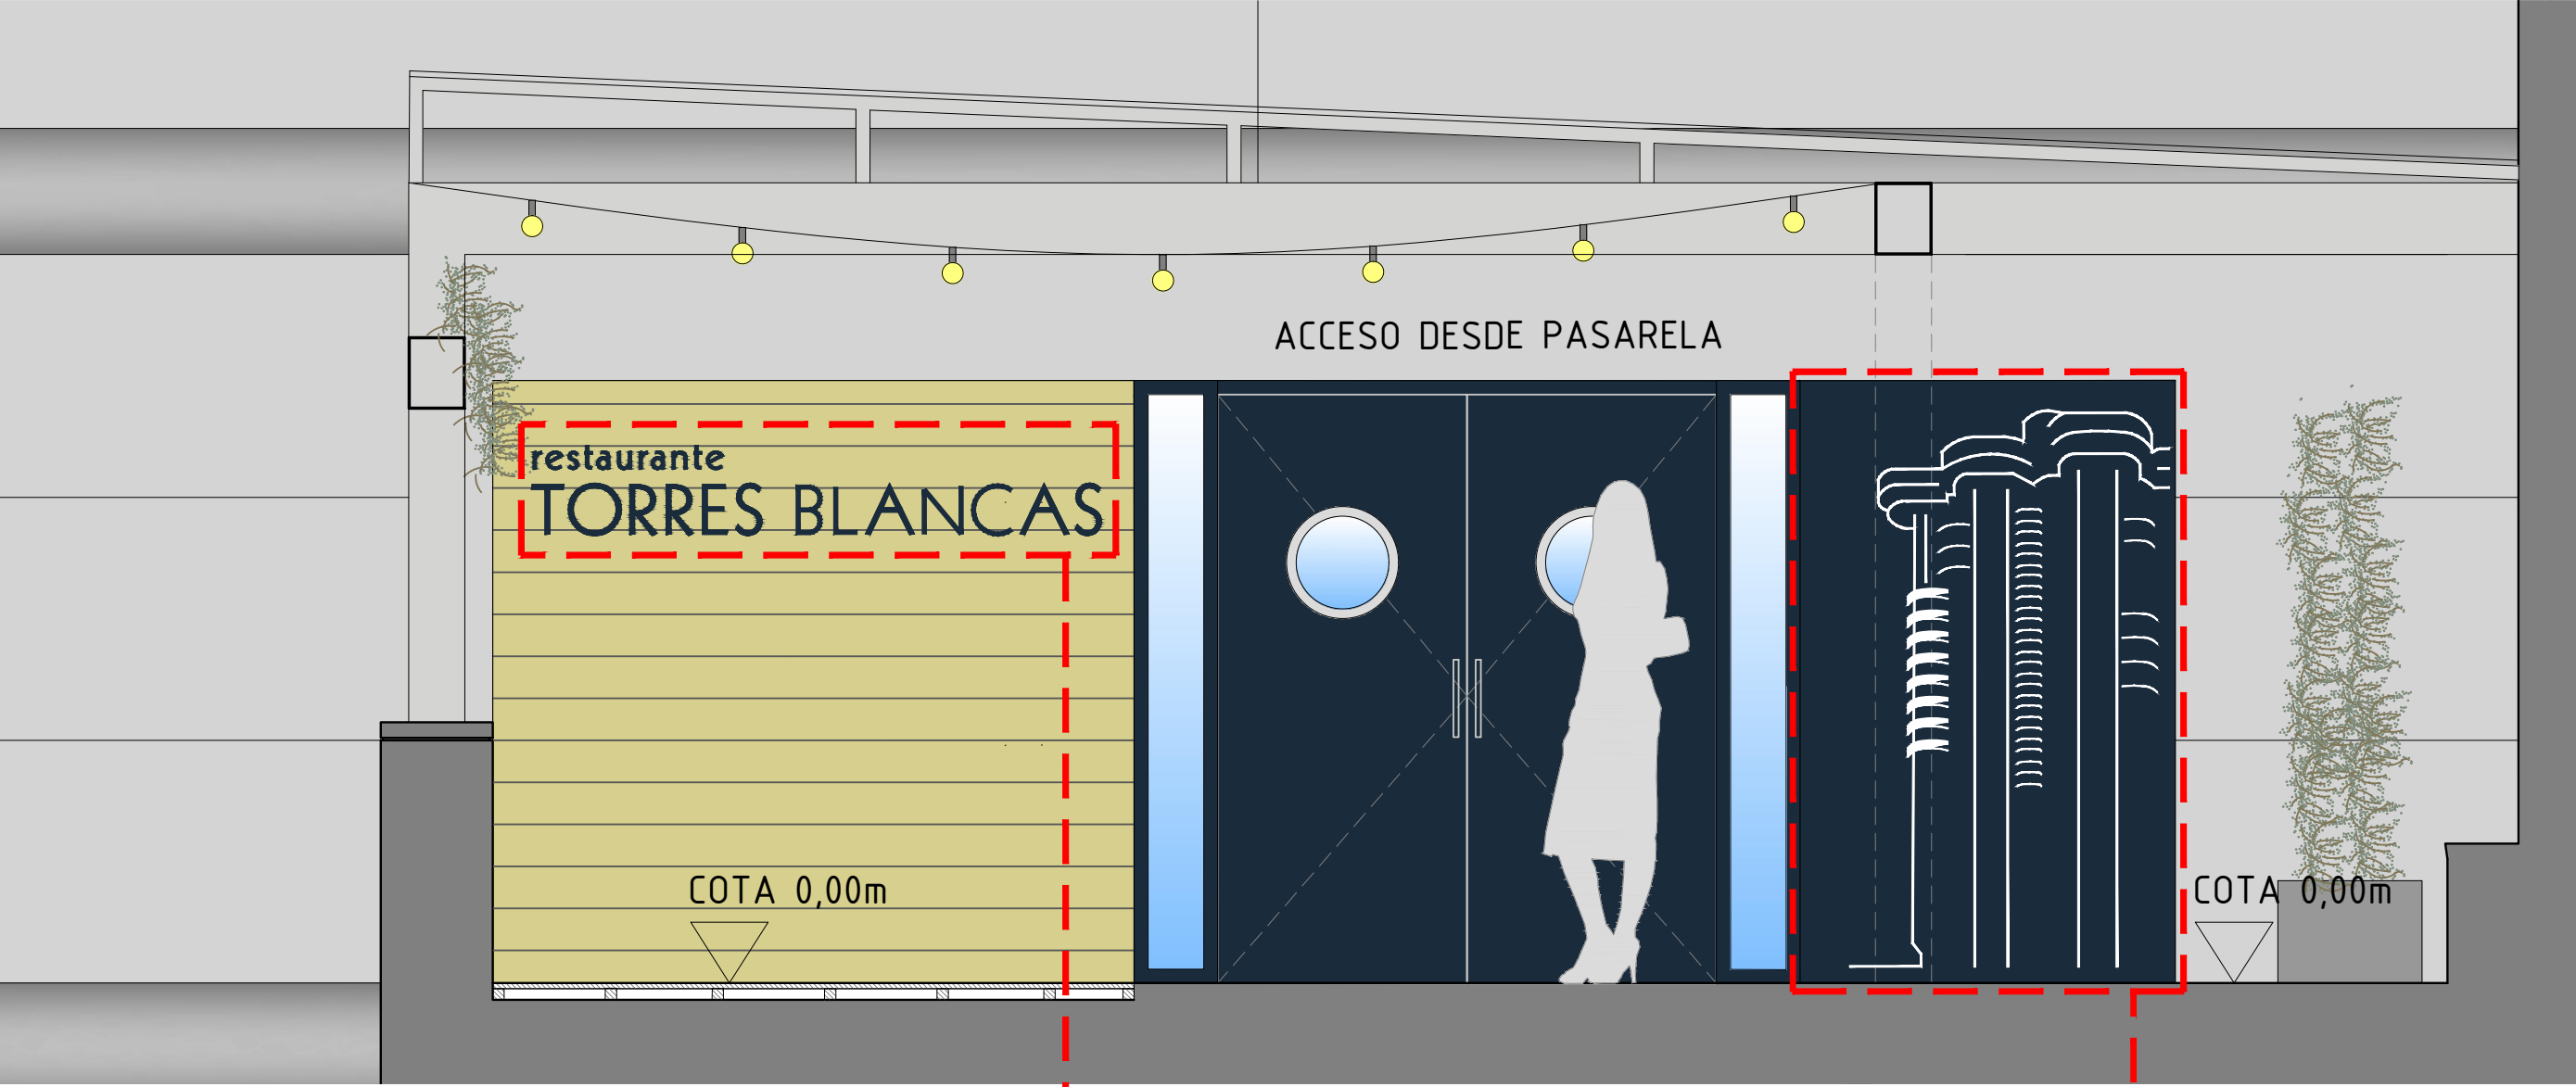 ACCESO DESDE PASARELA
restaurante
TORRES BLANCAS
COTA 0,00m
COTA 0,00m